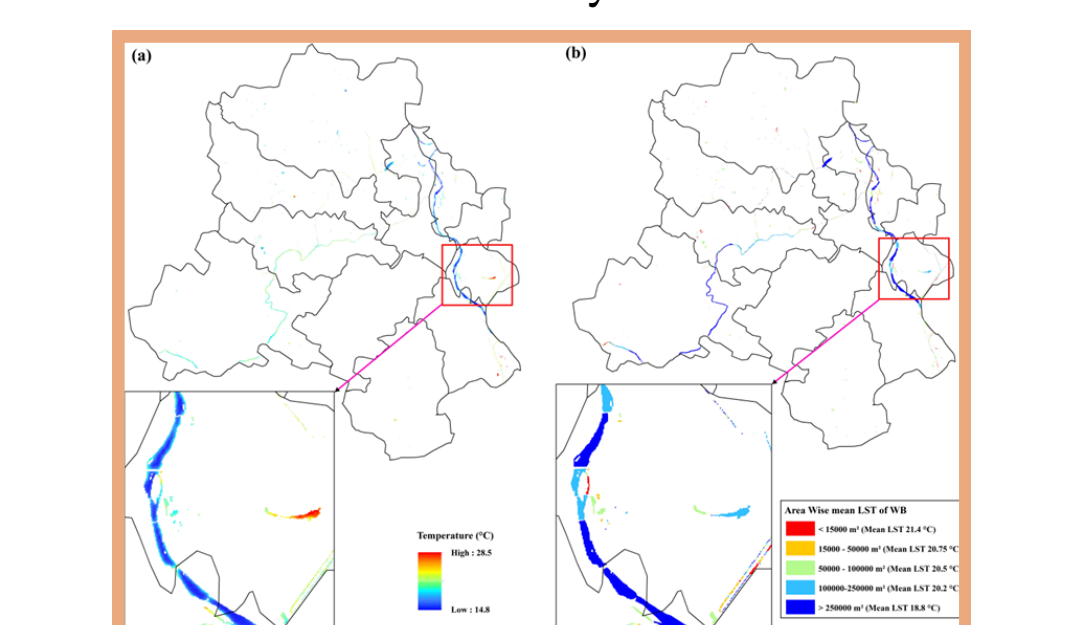 (a)
(b)
Temperature (°C)
High : 28.5
Low : 14.8
Area Wise mean LST of WB
< 15000 m² (Mean LST 21.4 °C)
15000 - 50000 m² (Mean LST 20.75 °C
50000 - 100000 m² (Mean LST 20.5 °C
100000-250000 m² (Mean LST 20.2 °C
> 250000 m² (Mean LST 18.8 °C)